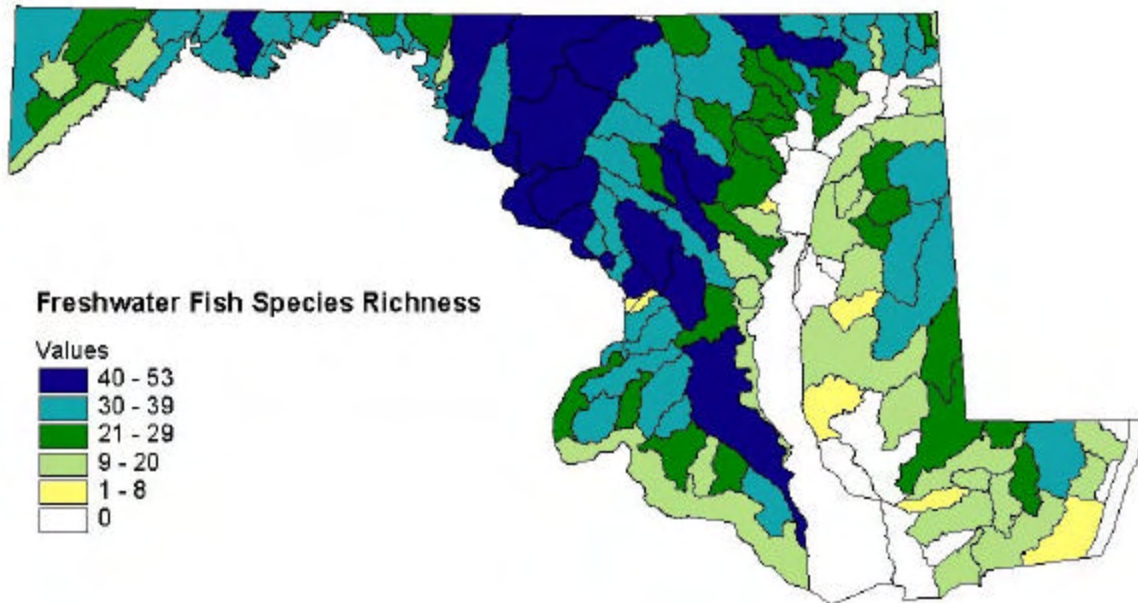 Freshwater Fish Species Richness
Values
40 - 53
30 - 39
21 - 29
9 - 20
1 - 8
0